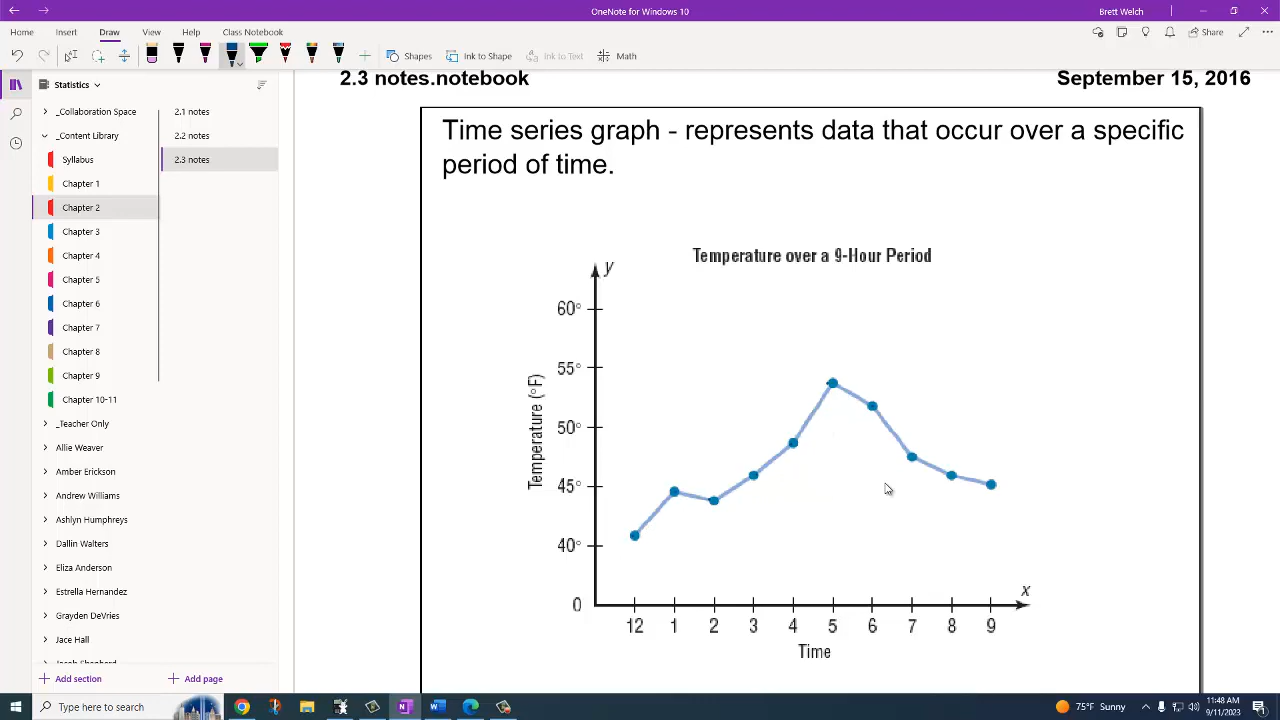 OneNote for Windows 10
Brett Welch
Home Insert Draw View Help Class Notebook
Share
Shapes Ink to Shape Ink to Text Math
Statistics
_Collaboration Space
_Content Library
Syllabus
Chapter 1
Chapter 2
Chapter 3
Chapter 4
Chapter 5
Chapter 6
Chapter 7
Chapter 8
Chapter 9
Chapter 10-11
_Teacher Only
Allie Weaver
Amber Erickson
Andrew Williams
Ashlyn Humphreys
Dallin Walters
Eliza Anderson
Estrella Hernandez
Grayden DeVries
Jace Hall
Add section
2.1 notes
2.2 notes
2.3 notes
Add page
2.3 notes.notebook
September 15, 2016
Time series graph - represents data that occur over a specific
period of time.
Temperature over a 9-Hour Period
y
60°
55°
50°
45°
40°
0
Temperature (°F)
x
12 1 2 3 4 5 6 7 8 9
Time
Type here to search
75°F Sunny
11:48 AM
9/11/2023